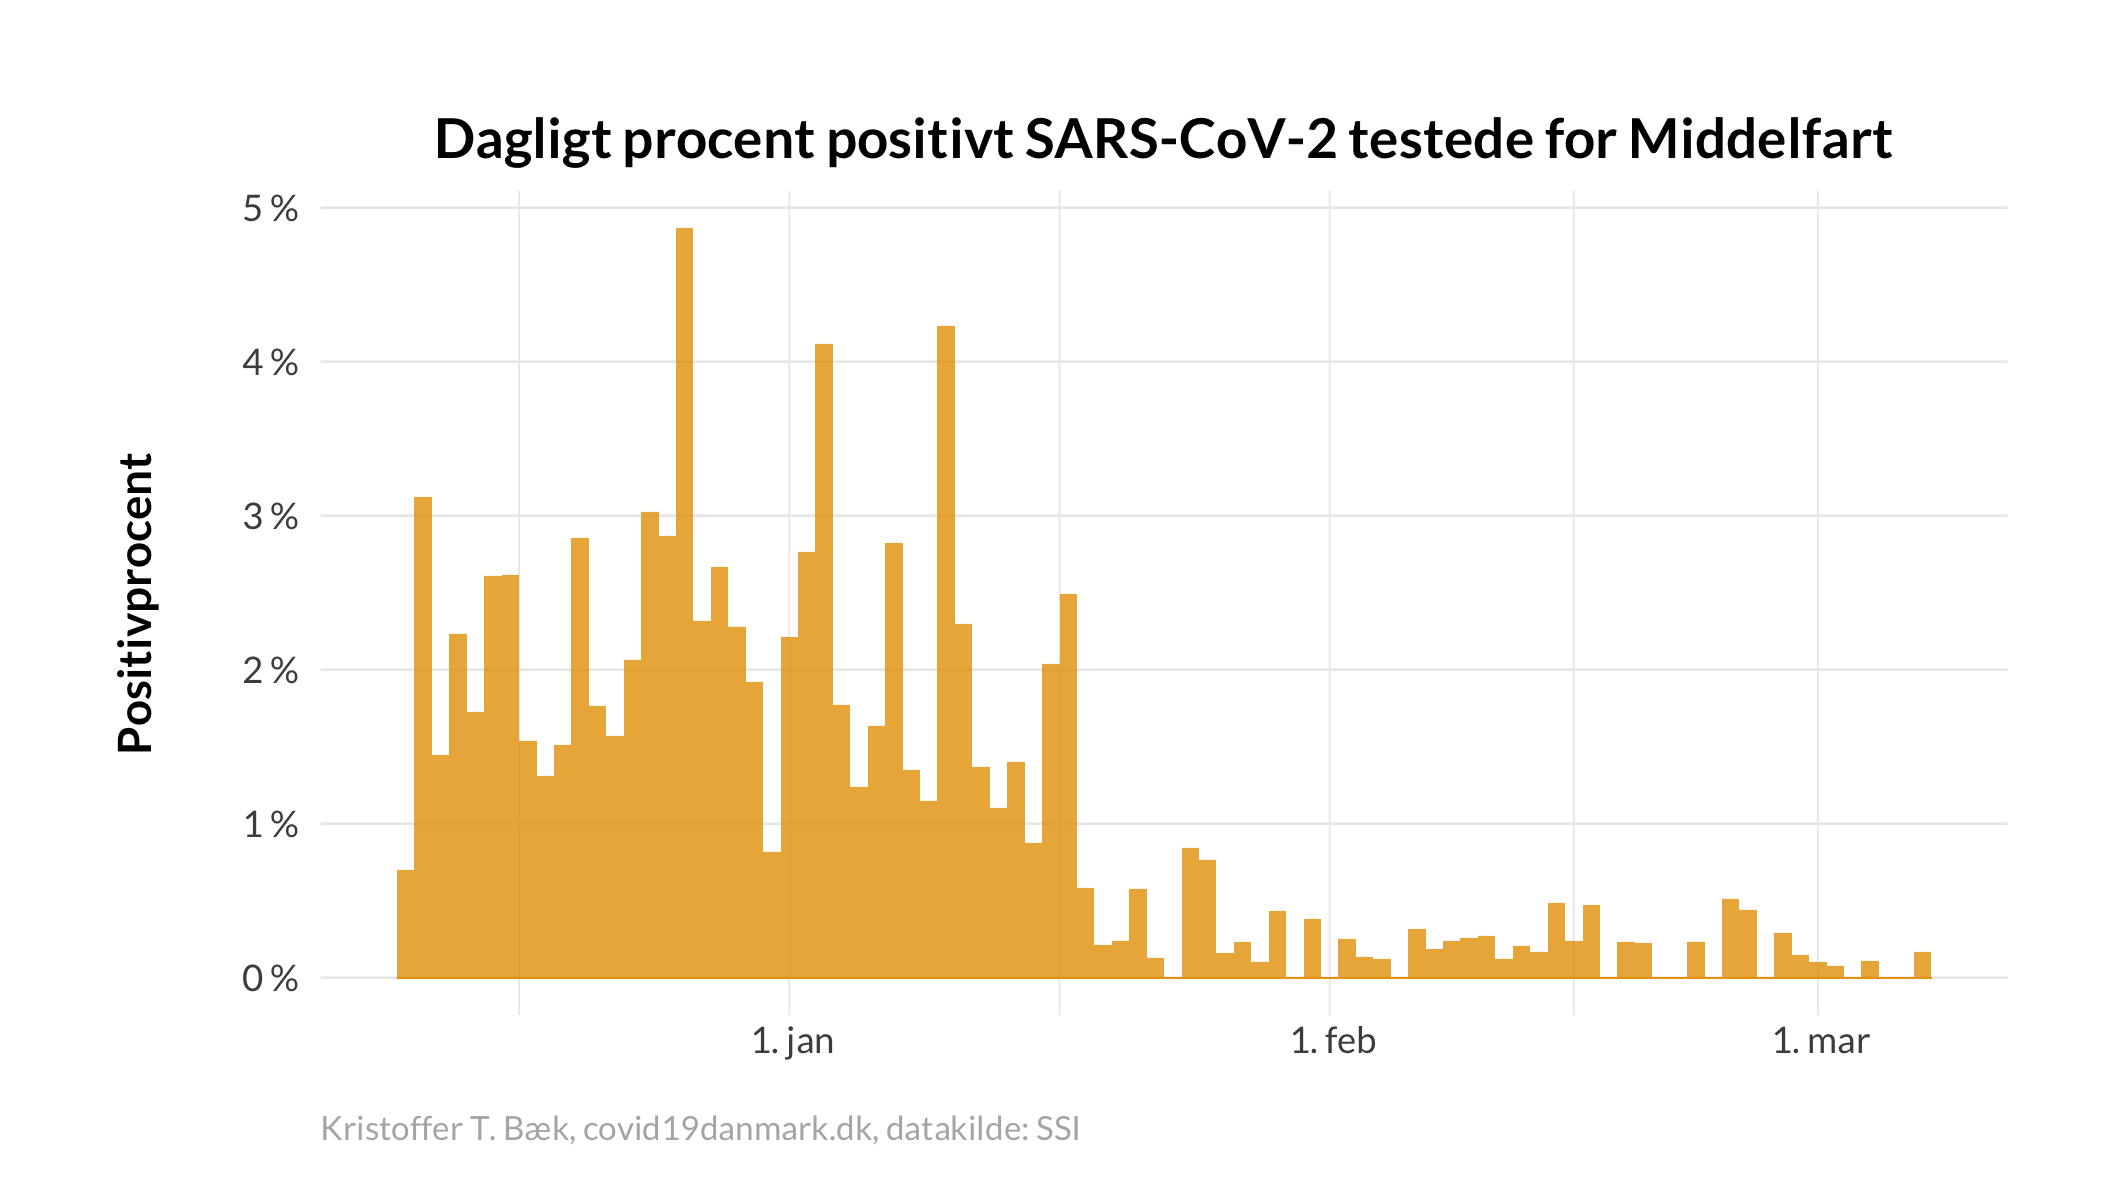 Dagligt procent positivt SARS-CoV-2 testede for Middelfart
Positivprocent
5 %
4 %
3 %
2 %
1 %
0 %
1. jan
1. feb
1. mar
Kristoffer T. Bæk, covid19danmark.dk, datakilde: SSI